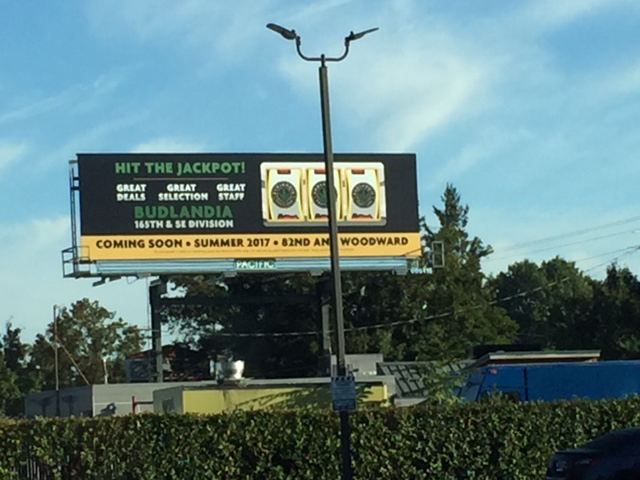 HIT THE JACKPOT!
GREAT GREAT GREAT
DEALS SELECTION STAFF
BUDLANDIA
165TH & SE DIVISION
COMING SOON • SUMMER 2017 • 82ND AND WOODWARD
PACIFIC